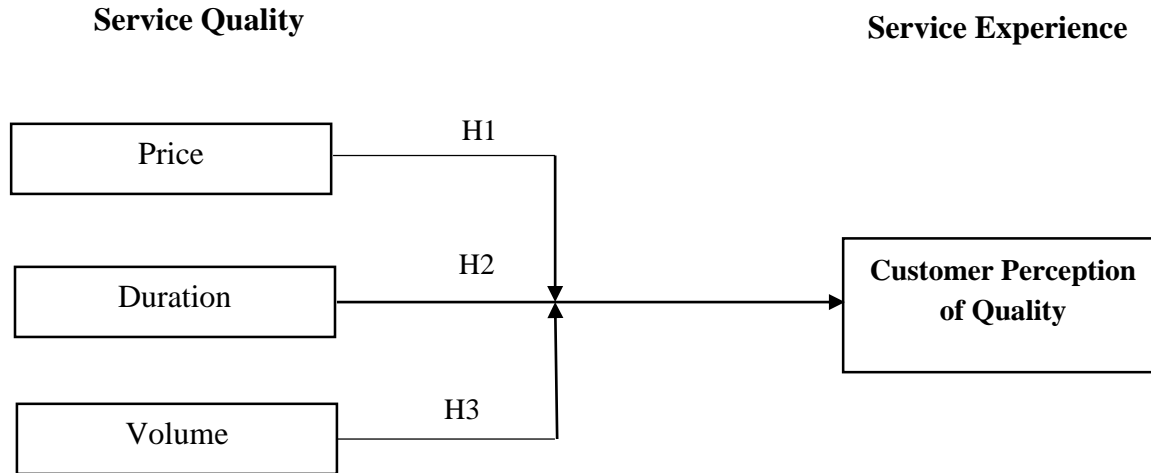 Service Quality
Service Experience
H1
Price
H2
Duration
Customer Perception
of Quality
H3
Volume